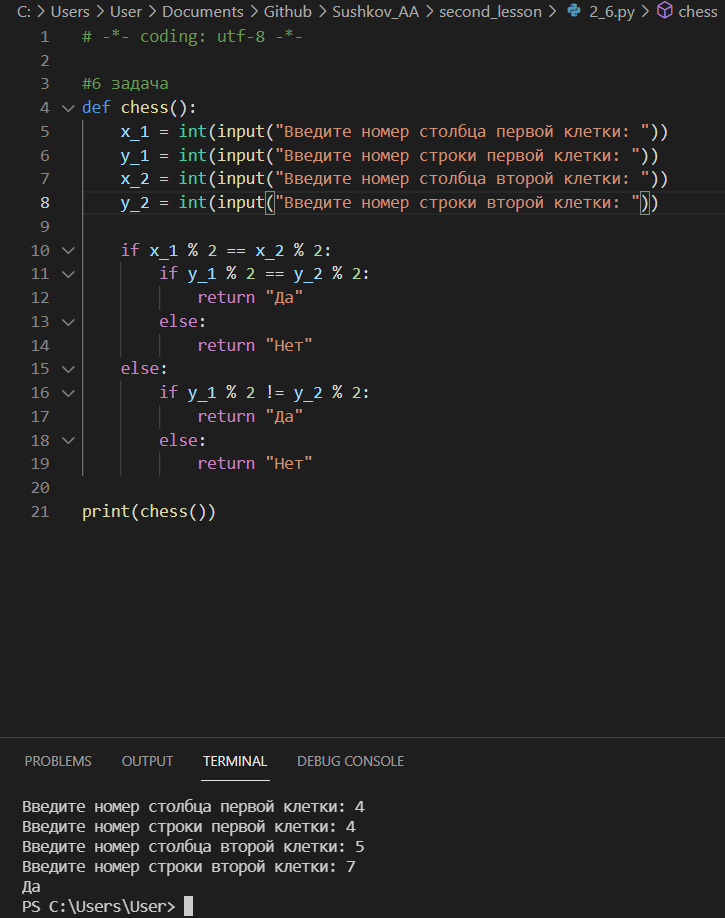 C: > Users > User > Documents > Github > Sushkov_AA > second_lesson > 2_6.py > chess
1 # -*- coding: utf-8 -*-
2
3 #6 задача
4 def chess():
5 x_1 = int(input("Введите номер столбца первой клетки: "))
6 y_1 = int(input("Введите номер строки первой клетки: "))
7 x_2 = int(input("Введите номер столбца второй клетки: "))
8 y_2 = int(input("Введите номер строки второй клетки: "))
9
10 if x_1 % 2 == x_2 % 2:
11 if y_1 % 2 == y_2 % 2:
12 return "Да"
13 else:
14 return "Нет"
15 else:
16 if y_1 % 2 != y_2 % 2:
17 return "Да"
18 else:
19 return "Нет"
20
21 print(chess())
PROBLEMS OUTPUT TERMINAL DEBUG CONSOLE
Введите номер столбца первой клетки: 4
Введите номер строки первой клетки: 4
Введите номер столбца второй клетки: 5
Введите номер строки второй клетки: 7
Да
PS C:\Users\User>